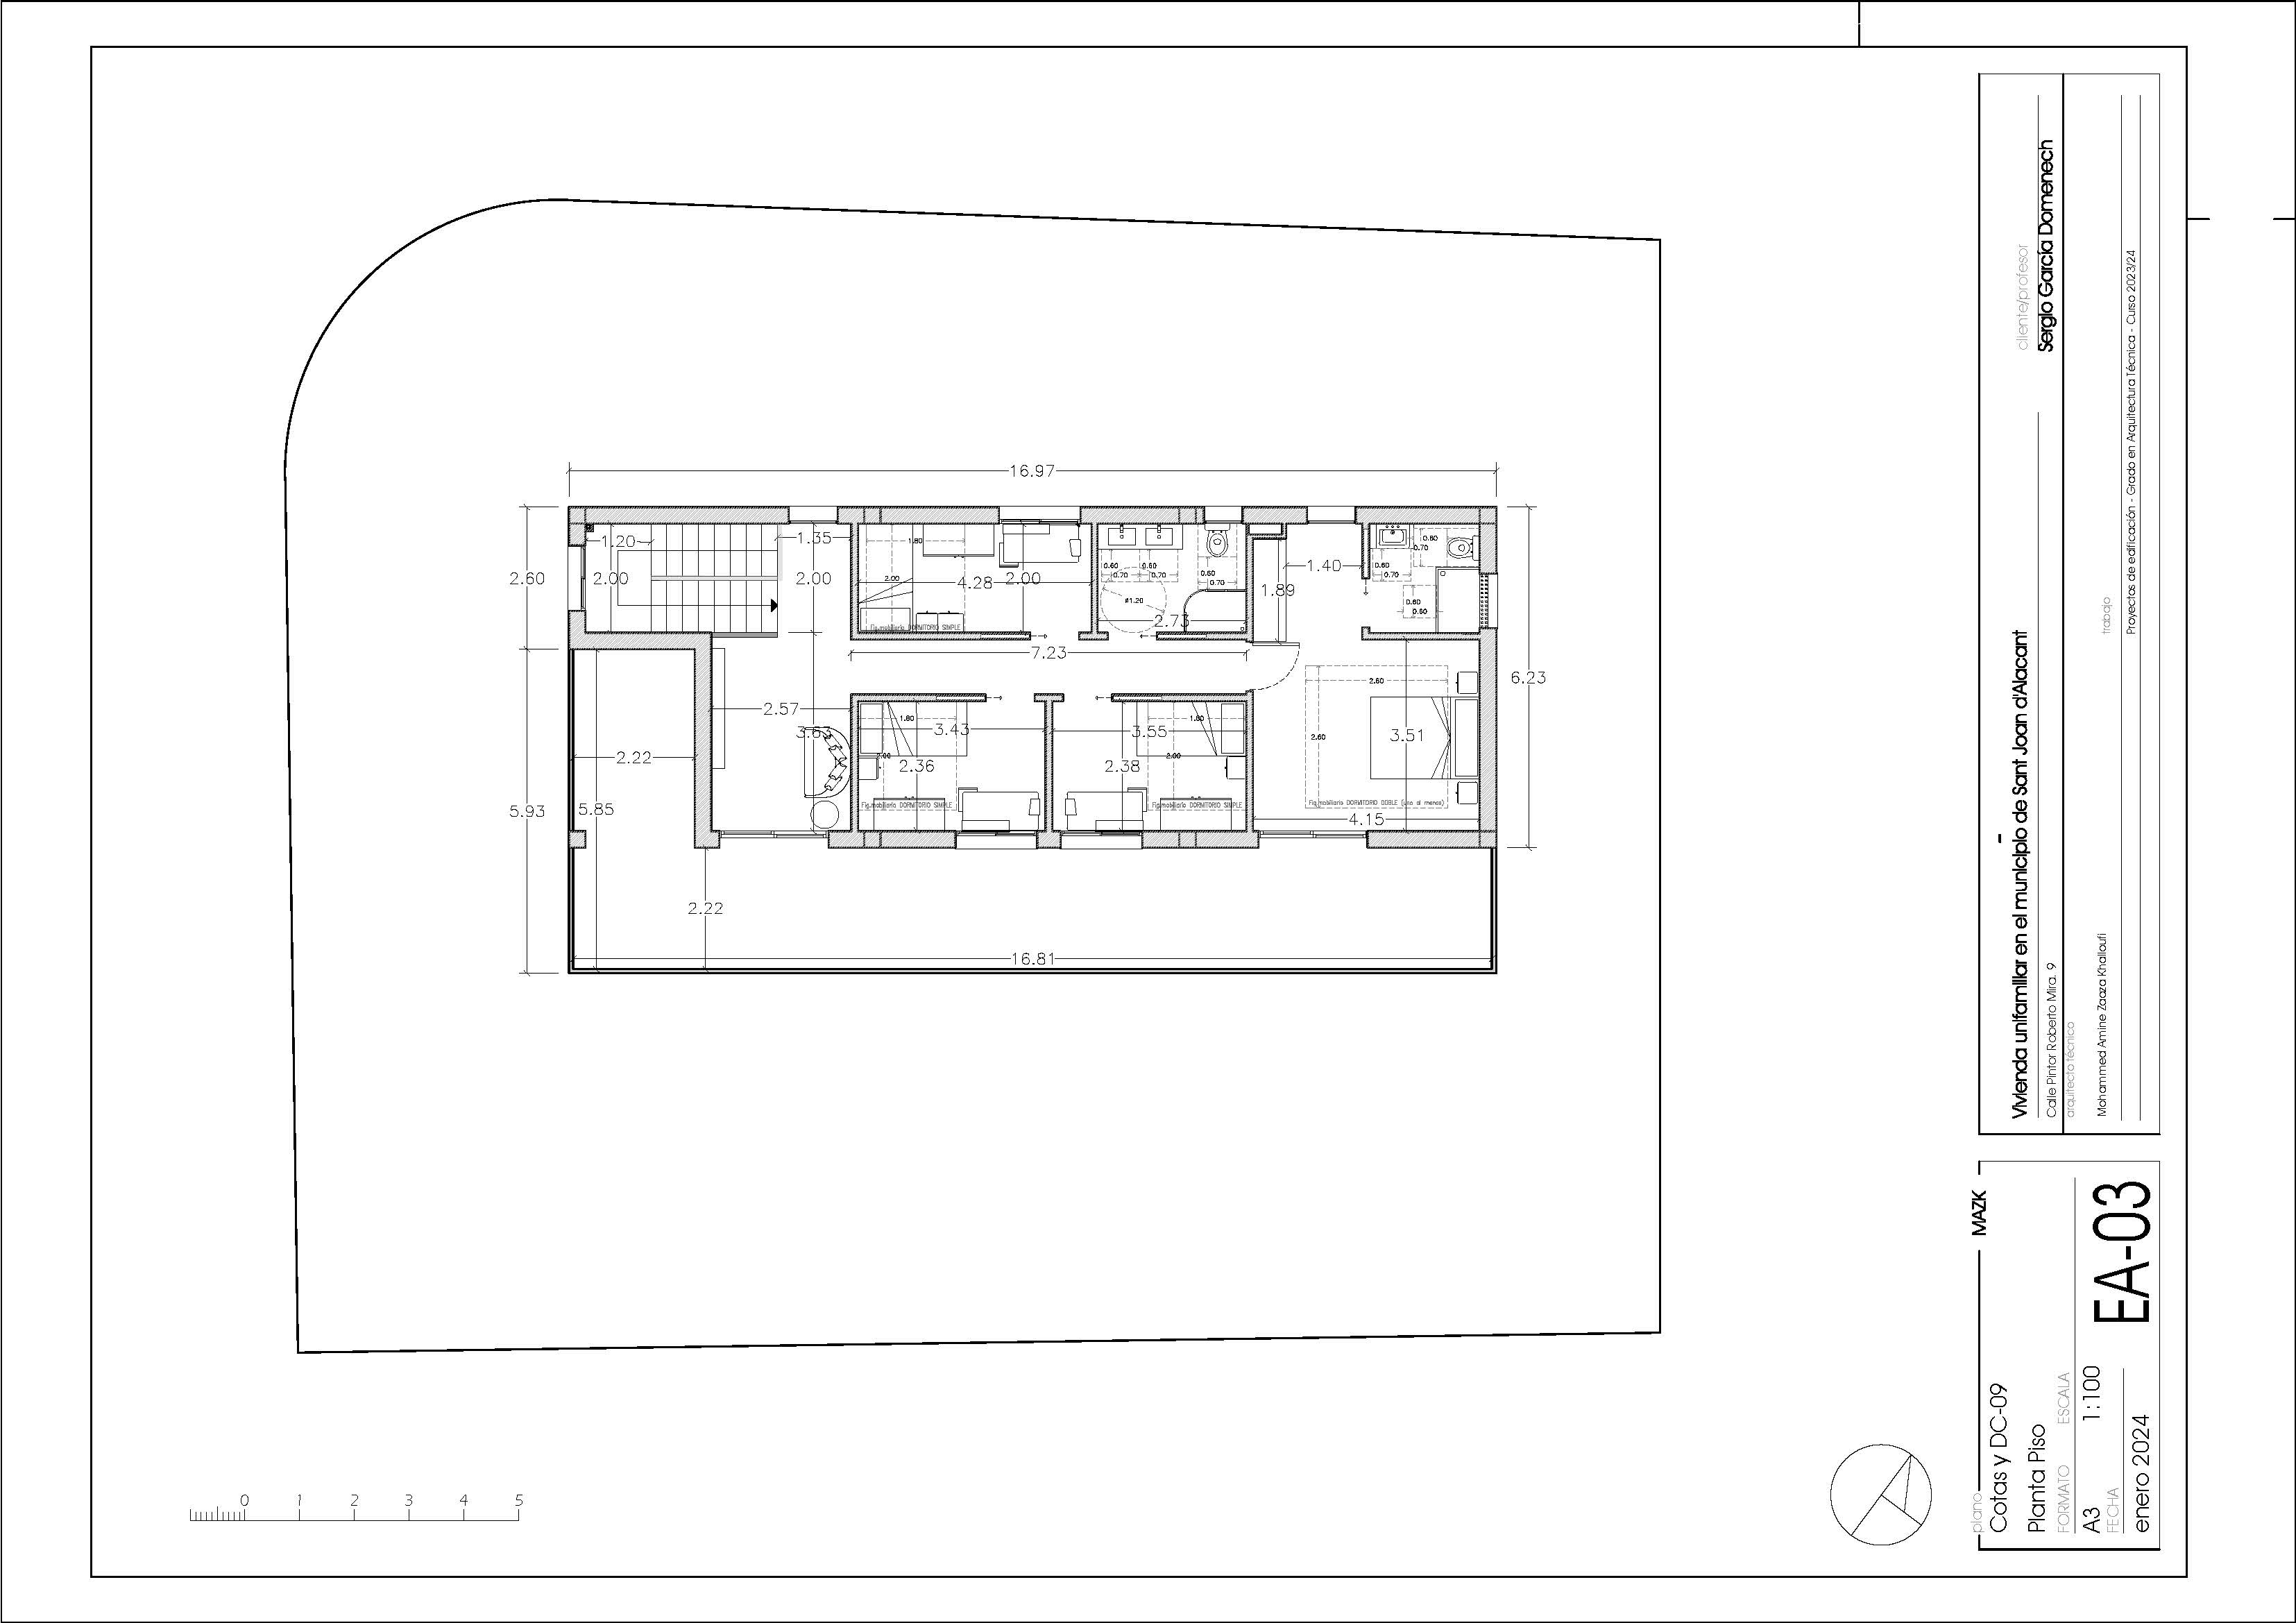 16.97
2.60
5.93
6.23
1.20
2.00
1.35
2.00
1.80
2.00
4.28
2.00
Fig.mobiliario DORMITORIO SIMPLE
0.60
0.70
0.60
0.70
0.60
0.70
ø1.20
2.73
1.89
1.40
0.60
0.70
0.60
0.70
0.60
0.60
7.23
2.57
2.22
5.85
1.80
3.43
2.00
2.36
Fig.mobiliario DORMITORIO SIMPLE
1.80
3.55
2.00
2.38
Fig.mobiliario DORMITORIO SIMPLE
2.60
2.60
3.51
Fig.mobiliario DORMITORIO DOBLE (uno al menos)
4.15
2.22
16.81
0 1 2 3 4 5
Vivienda unifamiliar en el municipio de Sant Joan d'Alacant
-
Calle Pintor Roberto Mira. 9
cliente/profesor
Sergio García Domenech
arquitecto técnico
Mohammed Amine Zaaza Khallaufi
trabajo
Proyectos de edificación - Grado en Arquitectura Técnica - Curso 2023/24
MAZK
plano
Cotas y DC-09
Planta Piso
FORMATO
ESCALA
A3
1:100
FECHA
enero 2024
EA-03